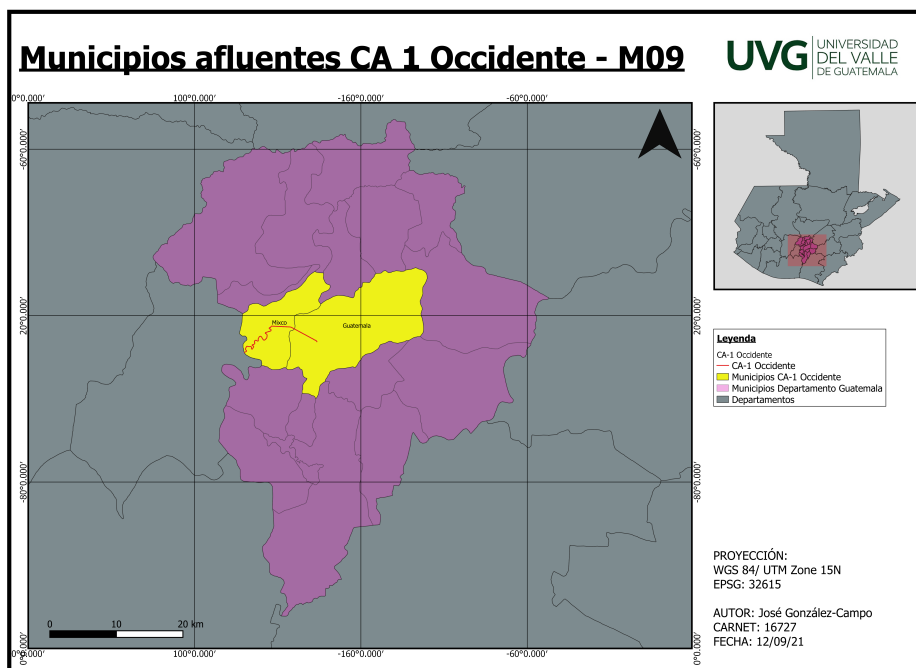 Municipios afluentes CA 1 Occidente - M09
UVG
UNIVERSIDAD
DEL VALLE
DE GUATEMALA
0°0.000'
100°0.000'
-160°0.000'
-60°0.000'
-60°0.000'
-60°0.000'
20°0.000'
20°0.000'
-80°0.000'
-80°0.000'
0°0.000'
0°0.000'
Mixco
Guatemala
0
10
20 km
0°0.000'
100°0.000'
-160°0.000'
-60°0.000'
Leyenda
CA-1 Occidente
CA-1 Occidente
Municipios CA-1 Occidente
Municipios Departamento Guatemala
Departamentos
PROYECCIÓN:
WGS 84/ UTM Zone 15N
EPSG: 32615
AUTOR: José González-Campo
CARNET: 16727
FECHA: 12/09/21